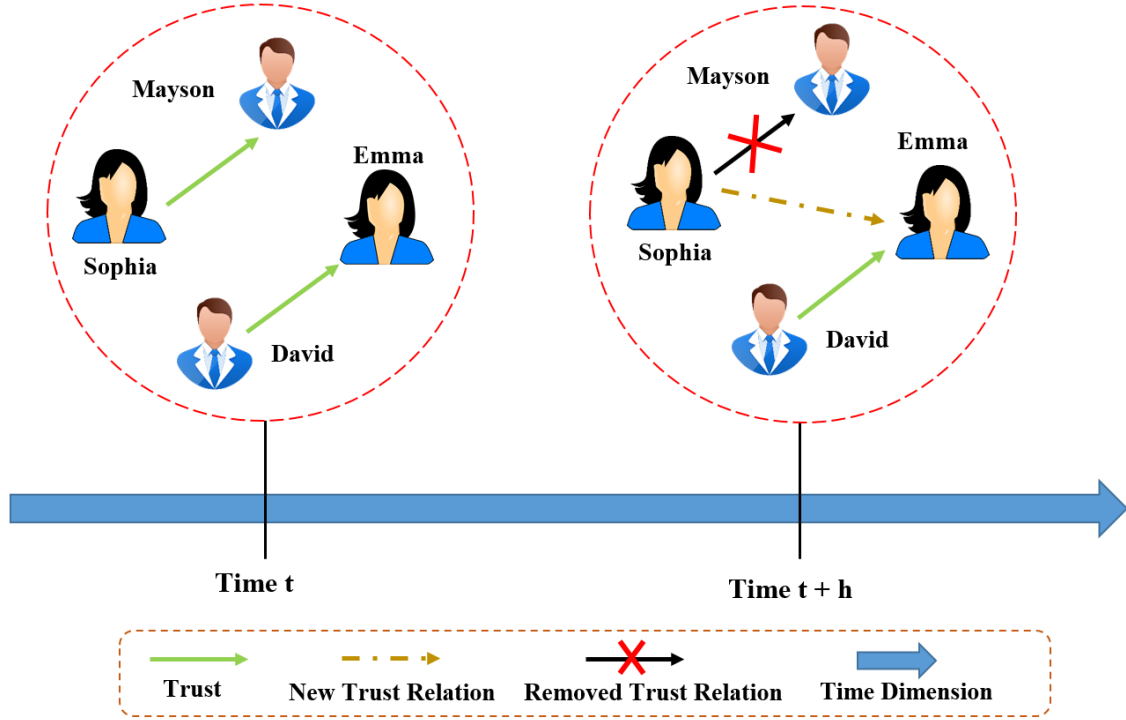 Mayson
Emma
Sophia
David
Mayson
Emma
Sophia
David
Time t
Time t + h
Trust
New Trust Relation
Removed Trust Relation
Time Dimension